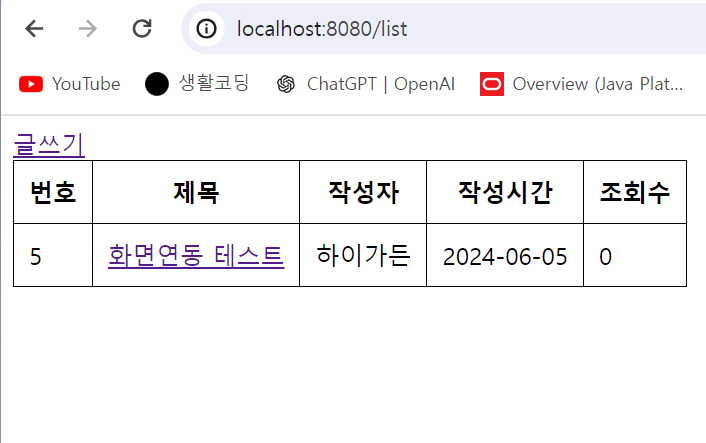 localhost:8080/list
YouTube 생활코딩 ChatGPT | OpenAI Overview (Java Plat...
글쓰기
번호 제목 작성자 작성시간 조회수
5 화면연동 테스트 하이가든 2024-06-05 0